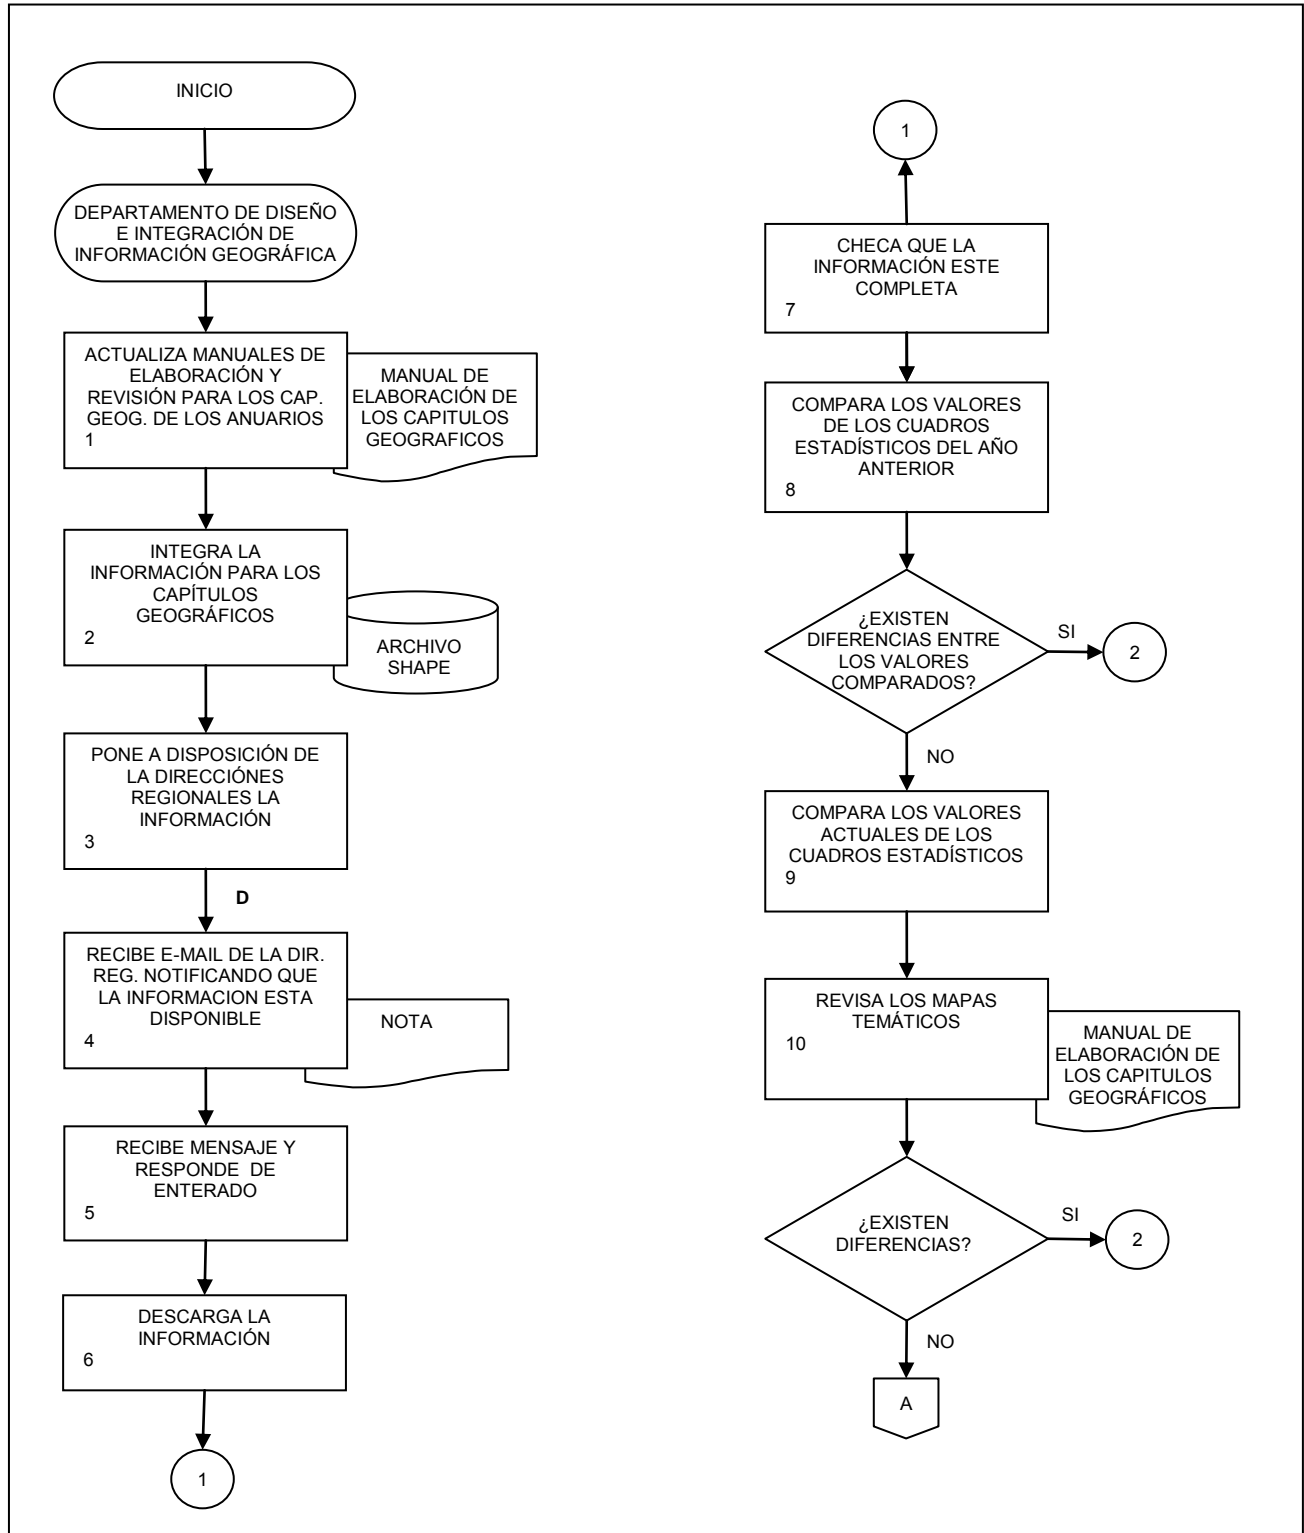 INICIO
DEPARTAMENTO DE DISEÑO
E INTEGRACIÓN DE
INFORMACIÓN GEOGRÁFICA
ACTUALIZA MANUALES DE
ELABORACIÓN Y
REVISIÓN PARA LOS CAP.
GEOG. DE LOS ANUARIOS
1
MANUAL DE
ELABORACIÓN DE
LOS CAPITULOS
GEOGRAFICOS
INTEGRA LA
INFORMACIÓN PARA LOS
CAPÍTULOS
GEOGRÁFICOS
2
ARCHIVO
SHAPE
PONE A DISPOSICIÓN DE
LA DIRECCIÓNES
REGIONALES LA
INFORMACIÓN
3
D
RECIBE E-MAIL DE LA DIR.
REG. NOTIFICANDO QUE
LA INFORMACION ESTA
DISPONIBLE
4
NOTA
RECIBE MENSAJE Y
RESPONDE DE
ENTERADO
5
DESCARGA LA
INFORMACIÓN
6
1
1
CHECA QUE LA
INFORMACIÓN ESTE
COMPLETA
7
COMPARA LOS VALORES
DE LOS CUADROS
ESTADÍSTICOS DEL AÑO
ANTERIOR
8
¿EXISTEN
DIFERENCIAS ENTRE
LOS VALORES
COMPARADOS?
SI
2
NO
COMPARA LOS VALORES
ACTUALES DE LOS
CUADROS ESTADÍSTICOS
9
REVISA LOS MAPAS
TEMÁTICOS
10
MANUAL DE
ELABORACIÓN DE
LOS CAPITULOS
GEOGRÁFICOS
¿EXISTEN
DIFERENCIAS?
SI
2
NO
A